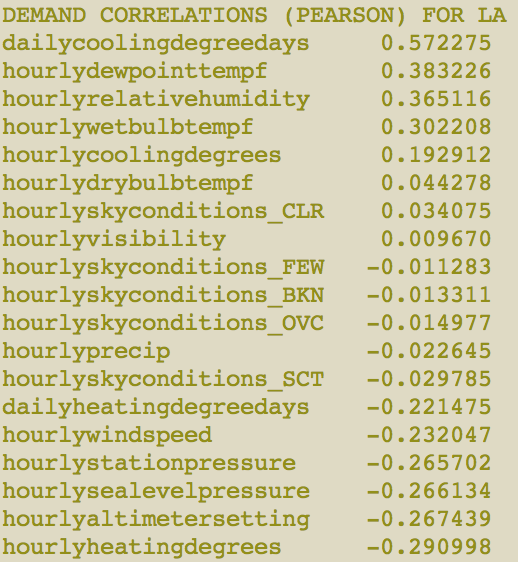 DEMAND CORRELATIONS (PEARSON) FOR LA
dailycoolingdegreedays 0.572275
hourlydewpointtempf 0.383226
hourlyrelativehumidity 0.365116
hourlywetbulbtempf 0.302208
hourlycoolingdegrees 0.192912
hourlydrybulbtempf 0.044278
hourlyskyconditions_CLR 0.034075
hourlyvisibility 0.009670
hourlyskyconditions_FEW -0.011283
hourlyskyconditions_BKN -0.013311
hourlyskyconditions_OVC -0.014977
hourlyprecip -0.022645
hourlyskyconditions_SCT -0.029785
dailyheatingdegreedays -0.221475
hourlywindspeed -0.232047
hourlystationpressure -0.265702
hourlysealevelpressure -0.266134
hourlyaltimetersetting -0.267439
hourlyheatingdegrees -0.290998